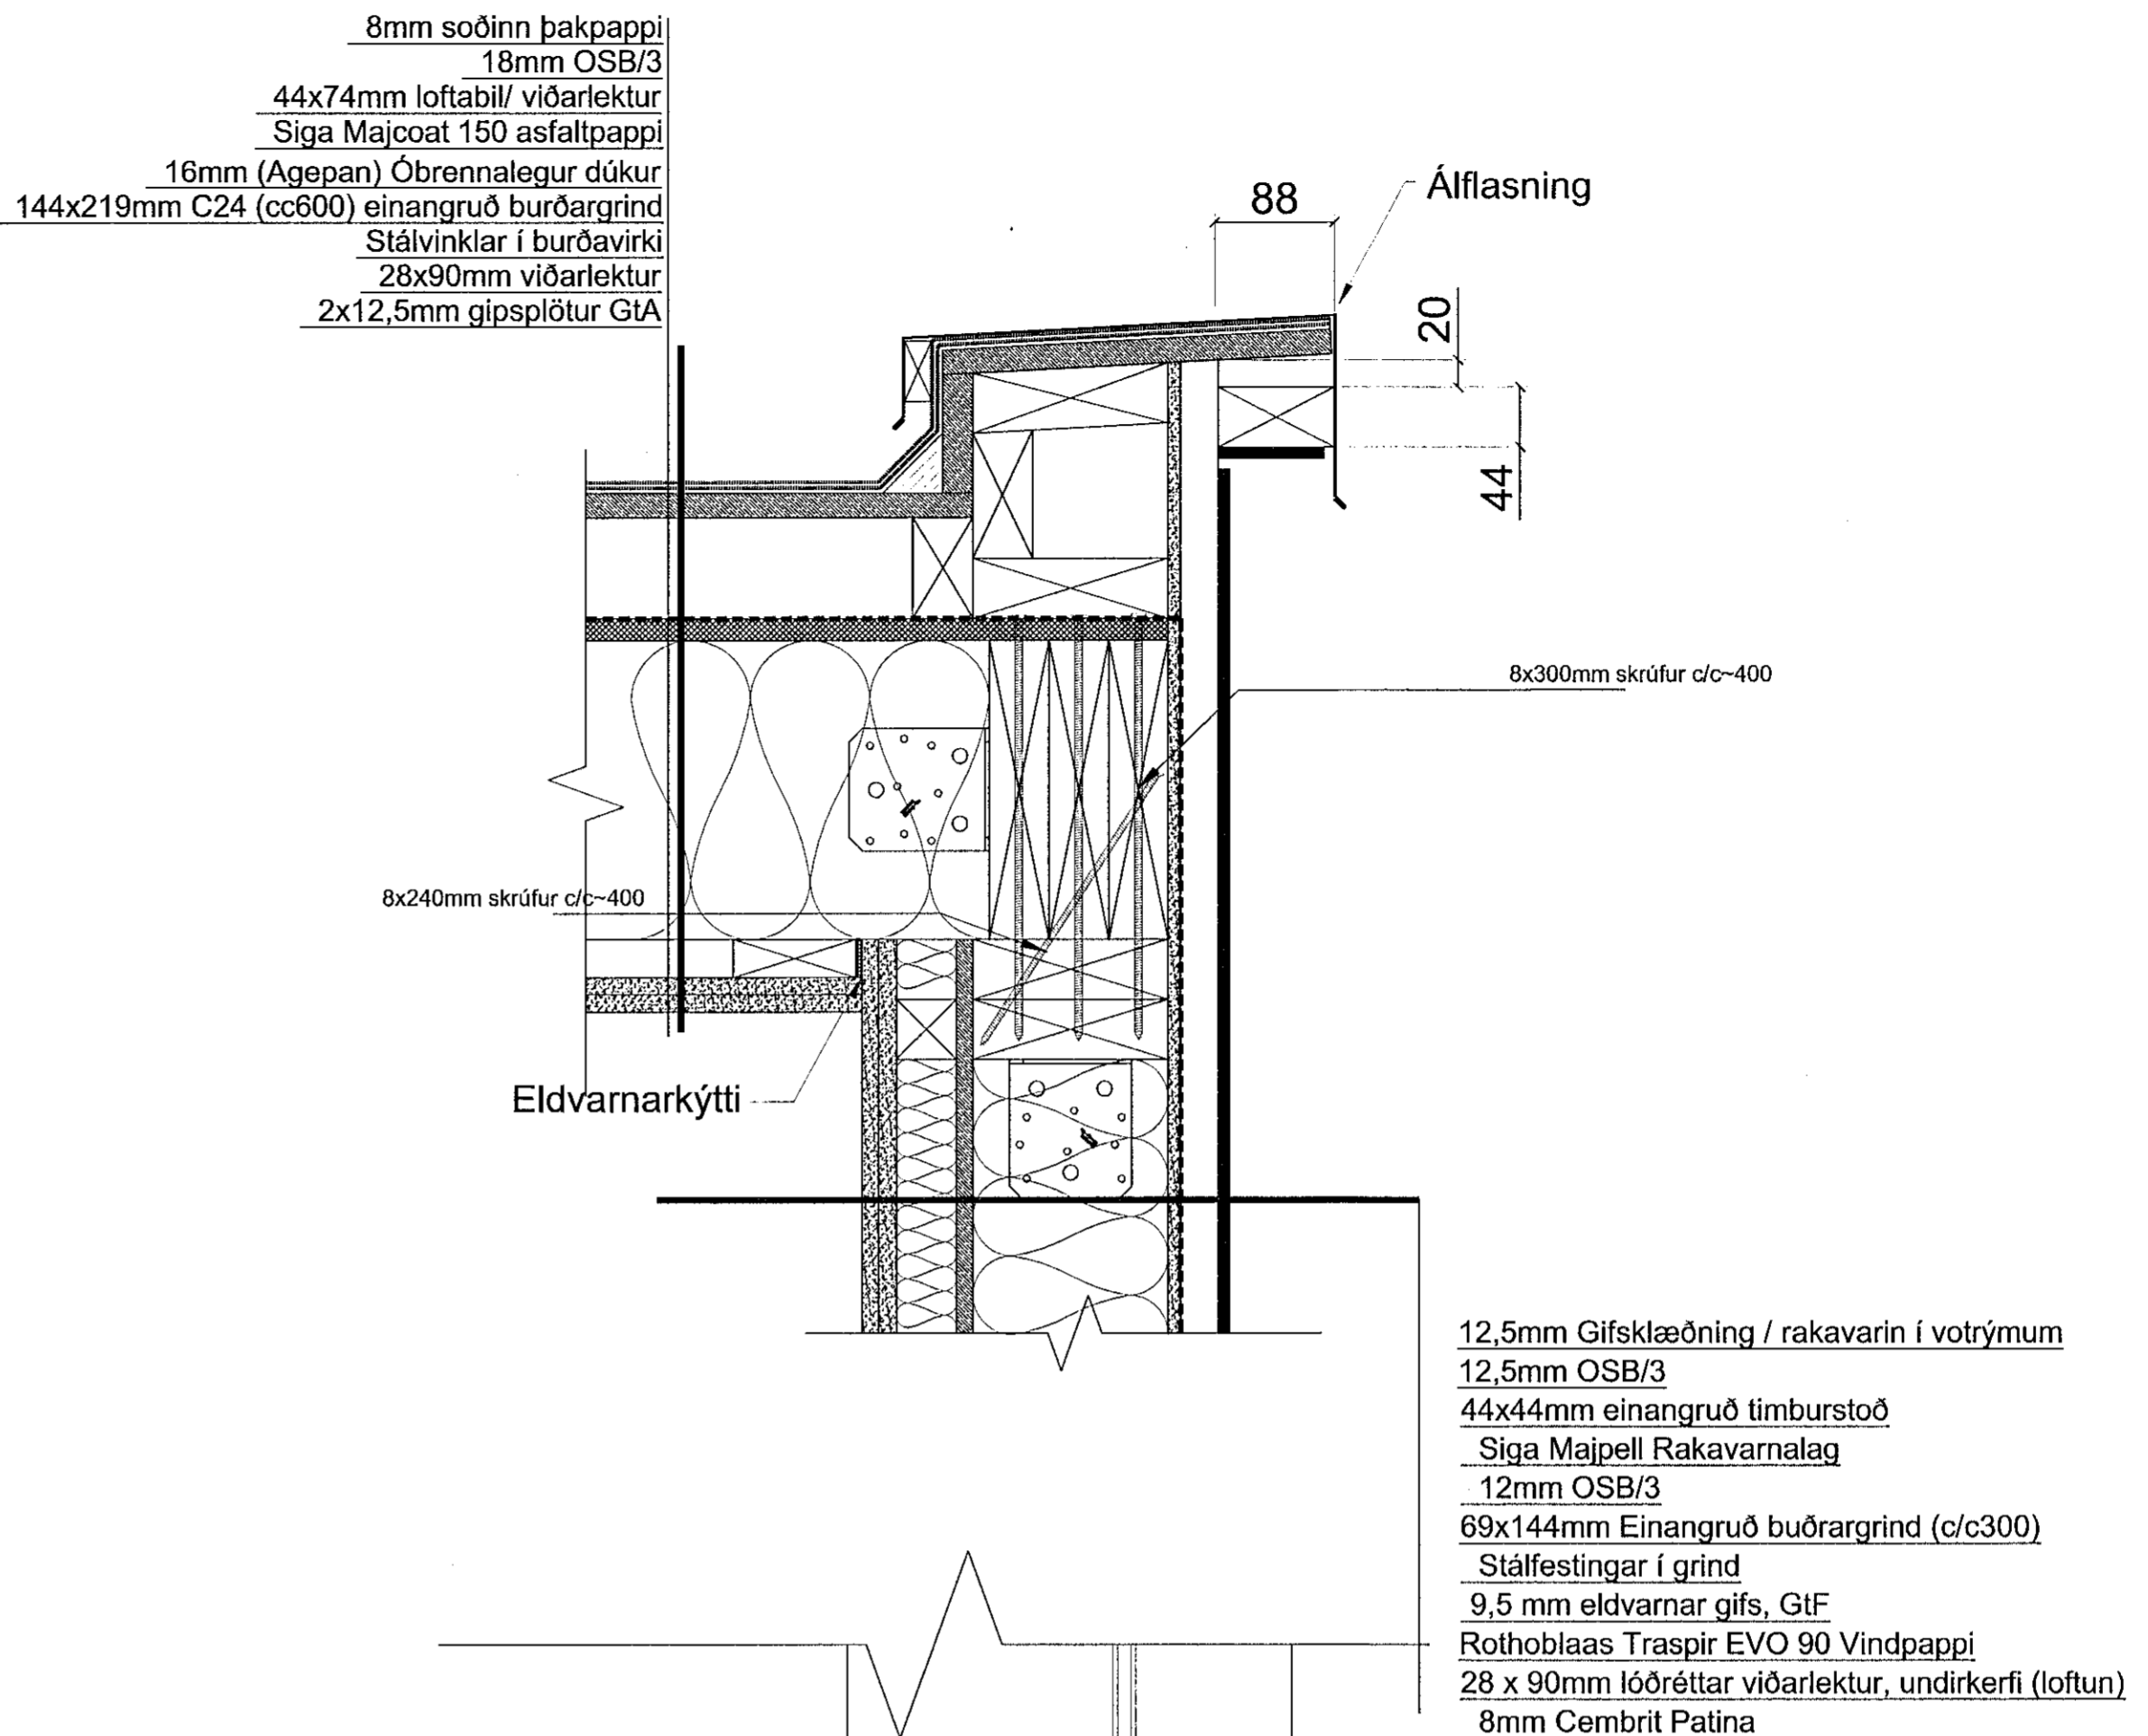 8mm soðinn þakpappi
18mm OSB/3
44x74mm loftabil/ viðarlektur
Siga Majcoat 150 asfaltpappi
16mm (Agepan) Óbrennalegur dúkur
144x219mm C24 (cc600) einangruð burðargrind
Stálvinklar í burðavirki
28x90mm viðarlektur
2x12,5mm gipsplötur GtA
88
Álflasning
20
44
8x300mm skrúfur c/c~400
8x240mm skrúfur c/c~400
Eldvarnarkýtti
12,5mm Gifsklæðning / rakavarin í votrýmum
12,5mm OSB/3
44x44mm einangruð timburstoð
Siga Majpell Rakavarnalag
12mm OSB/3
69x144mm Einangruð buðrargrind (c/c300)
Stálfestingar í grind
9,5 mm eldvarnar gifs, GtF
Rothoblaas Traspir EVO 90 Vindpappi
28 x 90mm lóðréttar viðarlektur, undirkerfi (loftun)
8mm Cembrit Patina